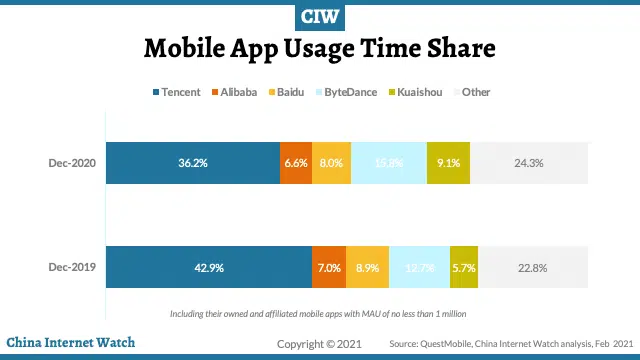 CIW
Mobile App Usage Time Share
Tencent Alibaba Baidu ByteDance Kuaishou Other
Dec-2020 36.2% 6.6% 8.0% 15.8% 9.1% 24.3%
Dec-2019 42.9% 7.0% 8.9% 12.7% 5.7% 22.8%
Including their owned and affiliated mobile apps with MAU of no less than 1 million
China Internet Watch Copyright © 2021 Source: QuestMobile, China Internet Watch analysis, Feb 2021